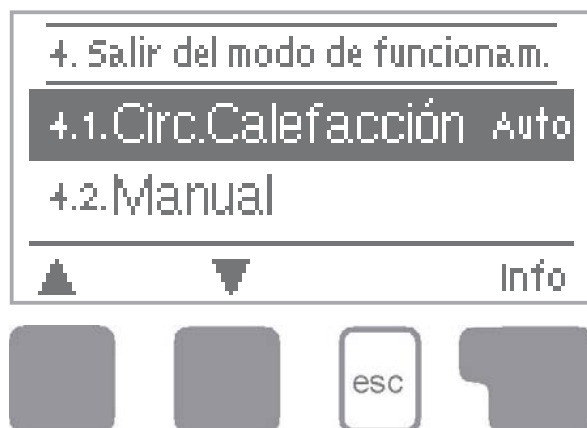 4. Salir del modo de funcionam.
4.1.Circ.Calefacción Auto
4.2.Manual
Info
esc